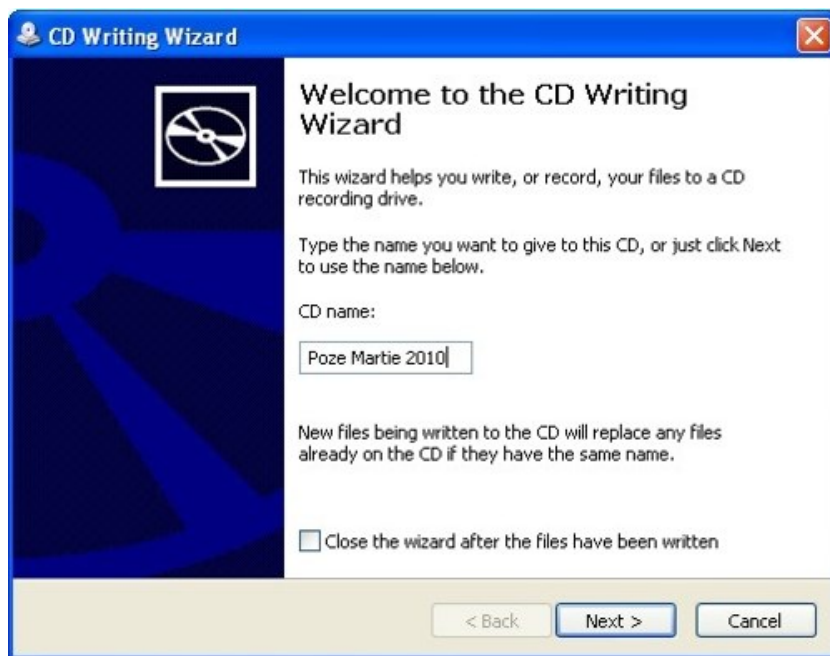 CD Writing Wizard
Welcome to the CD Writing
Wizard
This wizard helps you write, or record, your files to a CD
recording drive.
Type the name you want to give to this CD, or just click Next
to use the name below.
CD name:
Poze Martie 2010
New files being written to the CD will replace any files
already on the CD if they have the same name.
Close the wizard after the files have been written
< Back Next > Cancel